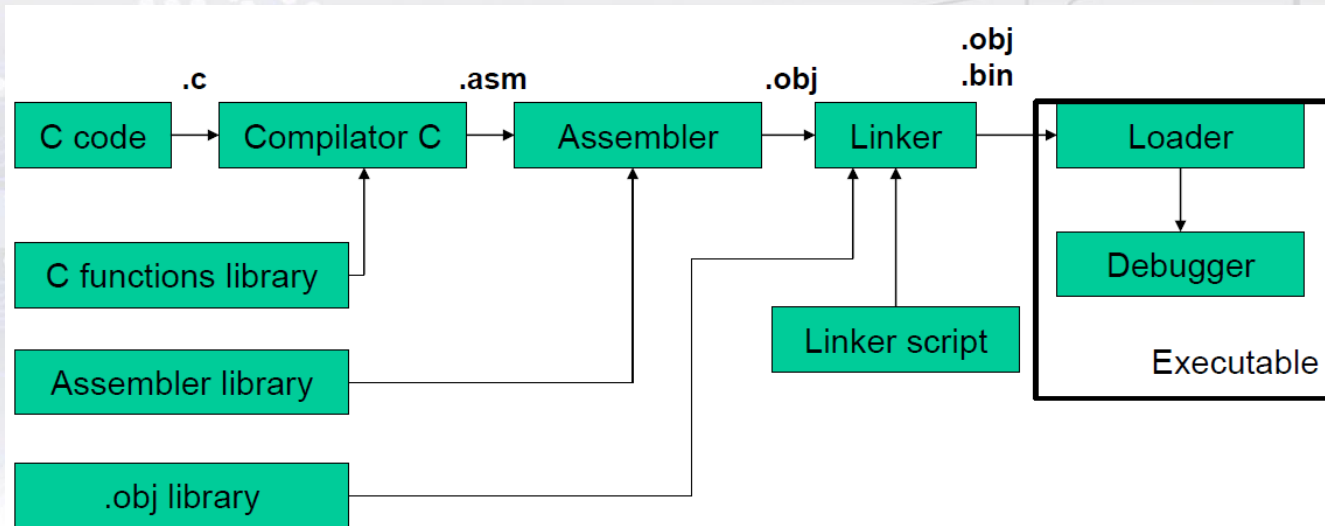 .c
.asm
.obj
.obj
.bin
C code
Compilator C
Assembler
Linker
Loader
C functions library
Debugger
Linker script
Assembler library
Executable
.obj library